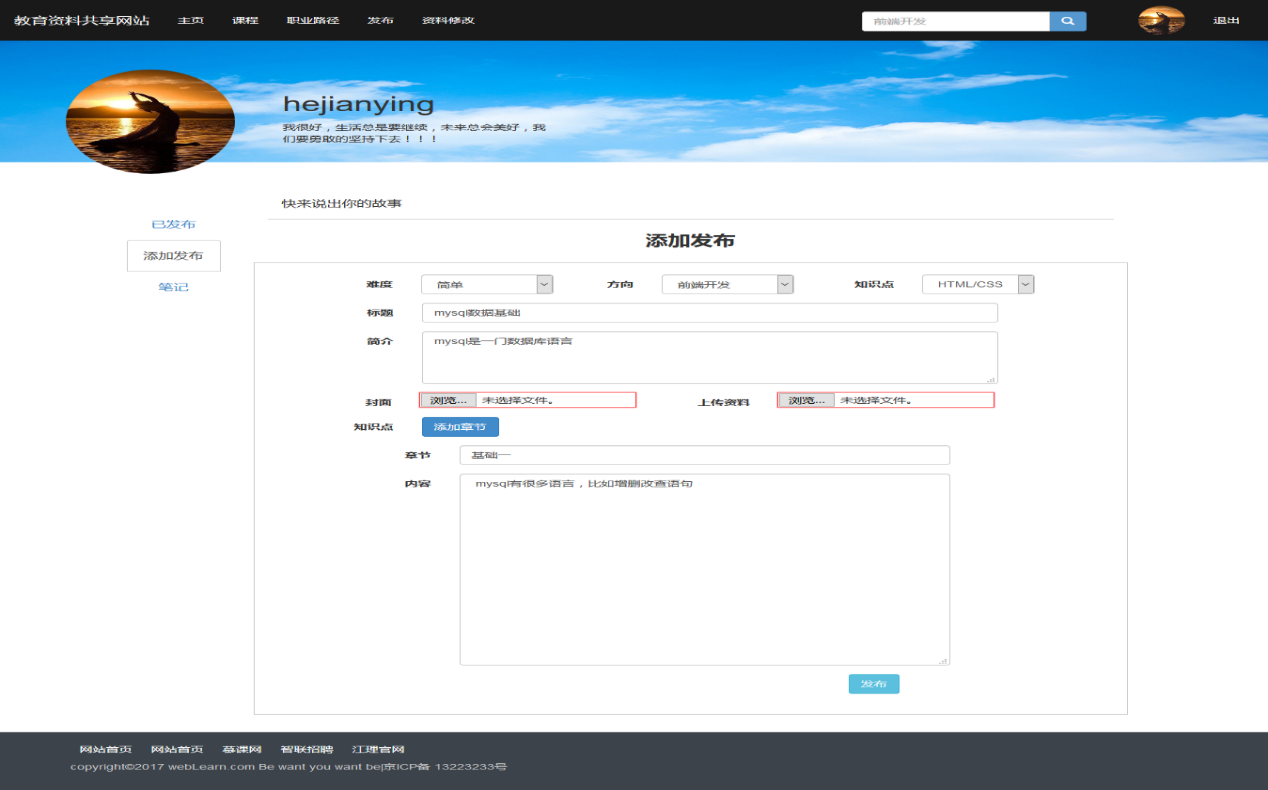 教育资料共享网站 主页 课程 职业路径 发布 资料修改 前端开发 退出
hejianying
我很好，生活总是要继续，未来总会美好，我
们要勇敢的坚持下去！！！
快来说出你的故事
已发布
添加发布
笔记
添加发布
难度 简单 方向 前端开发 知识点 HTML/CSS
标题 mysql数据基础
简介 mysql是一门数据库语言
封面 浏览... 未选择文件。 上传资料 浏览... 未选择文件。
知识点 添加章节
章节 基础一
内容 mysql有很多语言，比如增删改查语句
发布
网站首页 网站首页 慕课网 智联招聘 江理官网
copyright©2017 webLearn.com Be want you want be|京ICP备 13223233号